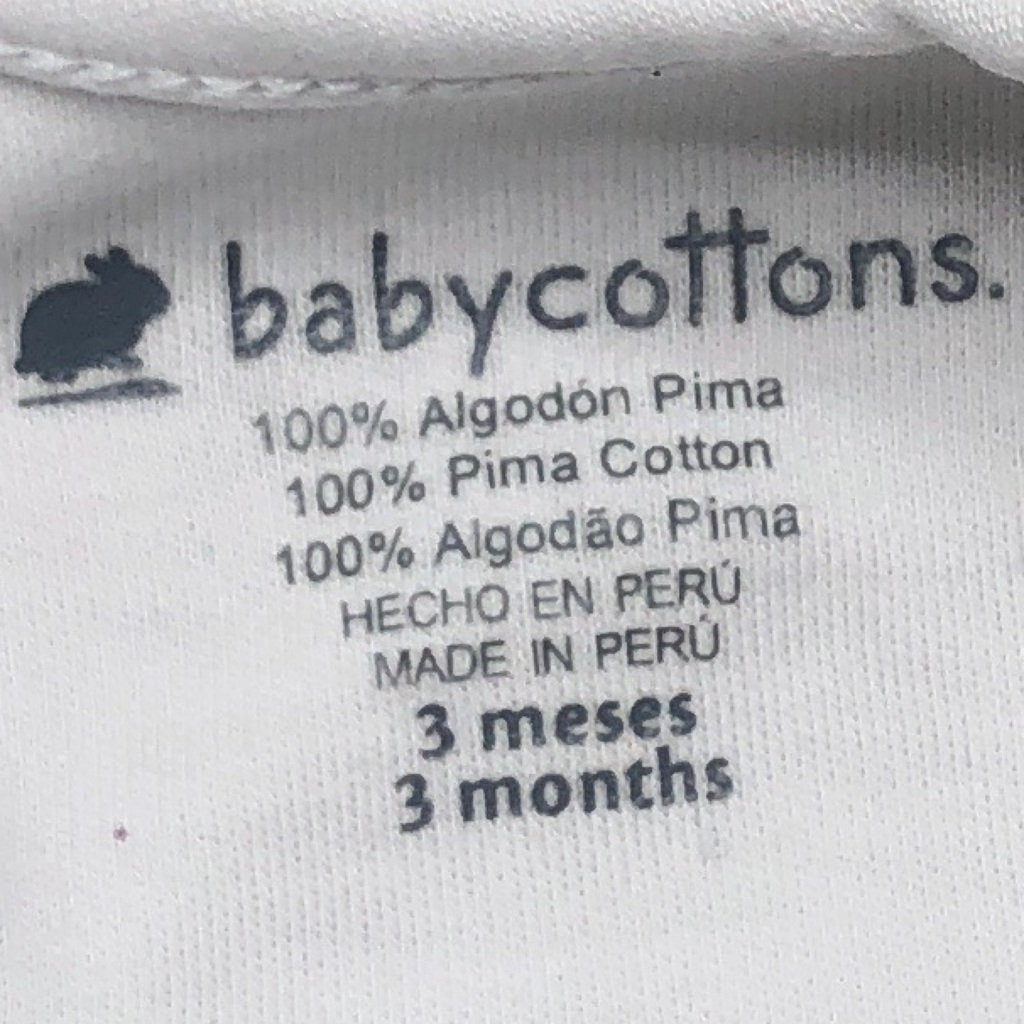 babycottons.
100% Algodón Pima
100% Pima Cotton
100% Algodão Pima
HECHO EN PERÚ
MADE IN PERÚ
3 meses
3 months